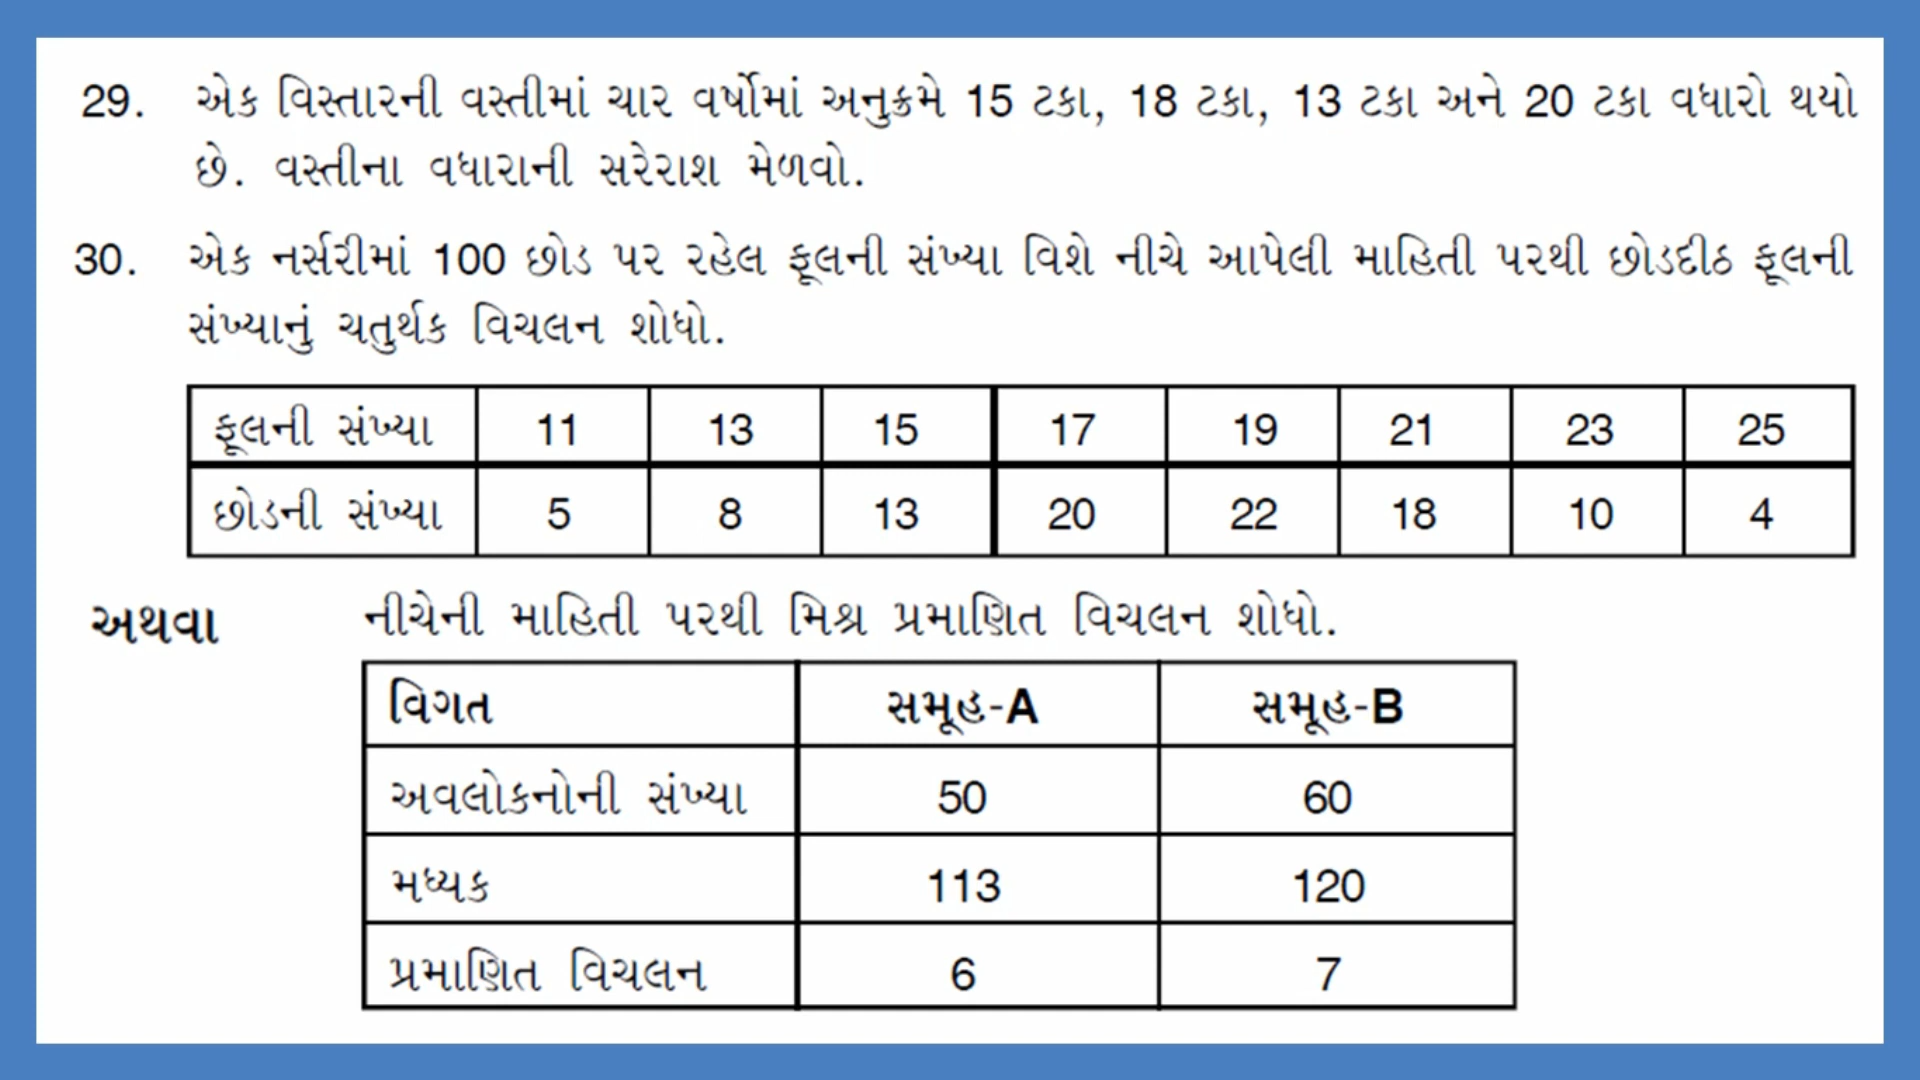 29. એક વિસ્તારની વસ્તીમાં ચાર વર્ષોમાં અનુક્રમે 15 ટકા, 18 ટકા, 13 ટકા અને 20 ટકા વધારો થયો
છે. વસ્તીના વધારાની સરેરાશ મેળવો.
30. એક નર્સરીમાં 100 છોડ પર રહેલ ફૂલની સંખ્યા વિશે નીચે આપેલી માહિતી પરથી છોડદીઠ ફૂલની
સંખ્યાનું ચતુર્થક વિચલન શોધો.
ફૂલની સંખ્યા 11 13 15 17 19 21 23 25
છોડની સંખ્યા 5 8 13 20 22 18 10 4
અથવા નીચેની માહિતી પરથી મિશ્ર પ્રમાણિત વિચલન શોધો.
વિગત સમૂહ-A સમૂહ-B
અવલોકનોની સંખ્યા 50 60
મધ્યક 113 120
પ્રમાણિત વિચલન 6 7